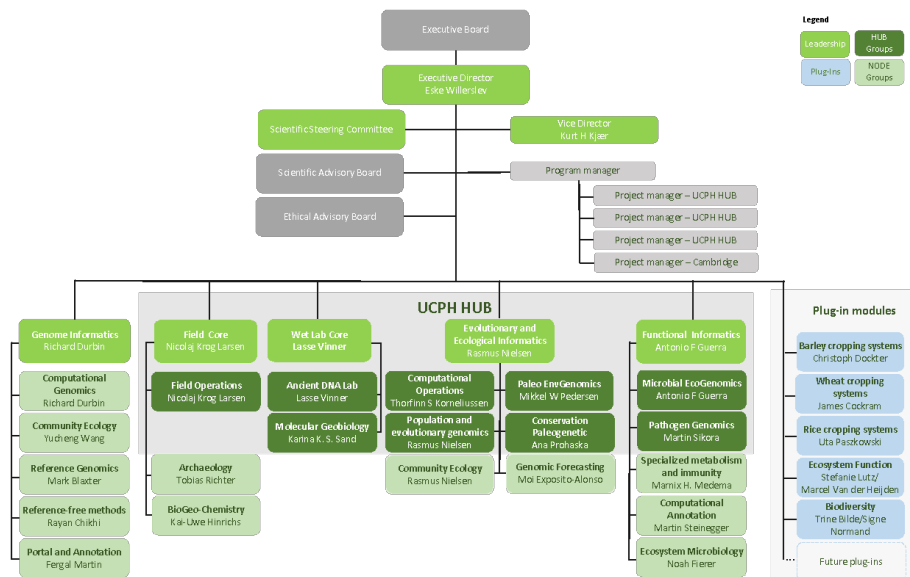 Executive Board
Executive Director
Eske Willerslev
Scientific Steering Committee
Vice Director
Kurt H Kjær
Scientific Advisory Board
Program manager
Ethical Advisory Board
Project manager – UCPH HUB
Project manager – UCPH HUB
Project manager – UCPH HUB
Project manager – Cambridge
Legend
Leadership
HUB
Groups
Plug-ins
NODE
Groups
UCPH HUB
Genome Informatics
Richard Durbin
Computational
Genomics
Richard Durbin
Community Ecology
Yucheng Wang
Reference Genomics
Mark Blaxter
Reference-free methods
Rayan Chikhi
Portal and Annotation
Fergal Martin
Field Core
Nicolaj Krog Larsen
Field Operations
Nicolaj Krog Larsen
Archaeology
Tobias Richter
BioGeo-Chemistry
Kai-Uwe Hinrichs
Wet Lab Core
Lasse Vinner
Ancient DNA Lab
Lasse Vinner
Molecular Geobiology
Karina K. S. Sand
Evolutionary and
Ecological Informatics
Rasmus Nielsen
Computational
Operations
Thorfinn S Korneliussen
Population and
evolutionary genomics
Rasmus Nielsen
Community Ecology
Rasmus Nielsen
Paleo EnvGenomics
Mikkel W Pedersen
Conservation
Paleogenetic
Ana Prohaska
Genomic Forecasting
Moi Exposito-Alonso
Functional Informatics
Antonio F Guerra
Microbial EcoGenomics
Antonio F Guerra
Pathogen Genomics
Martin Sikora
Specialized metabolism
and immunity
Marnix H. Medema
Computational
Annotation
Martin Steinegger
Ecosystem Microbiology
Noah Fierer
Plug-in modules
Barley cropping systems
Christoph Dockter
Wheat cropping
systems
James Cockram
Rice cropping systems
Uta Paszkowski
Ecosystem Function
Stefanie Lutz/
Marcel Van der Heijden
Biodiversity
Trine Bilde/Signe
Normand
Future plug-ins